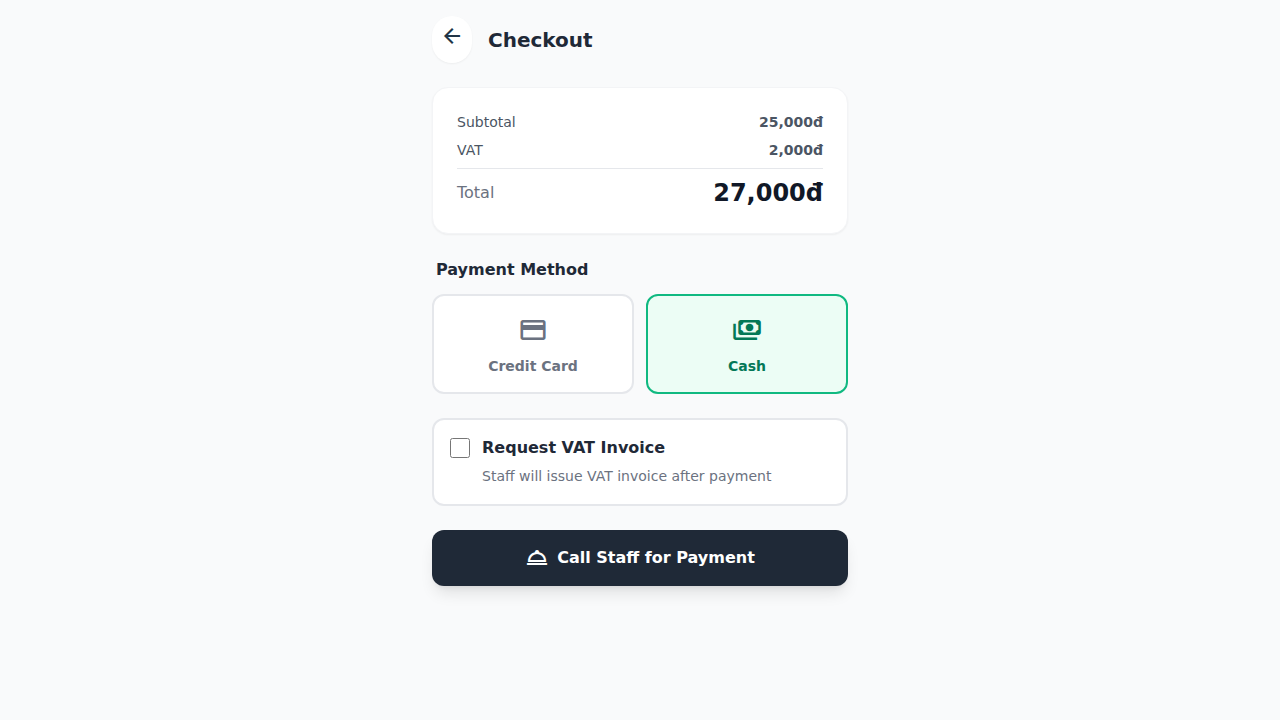 Checkout
Subtotal 25,000đ
VAT 2,000đ
Total 27,000đ
Payment Method
Credit Card
Cash
Request VAT Invoice
Staff will issue VAT invoice after payment
Call Staff for Payment